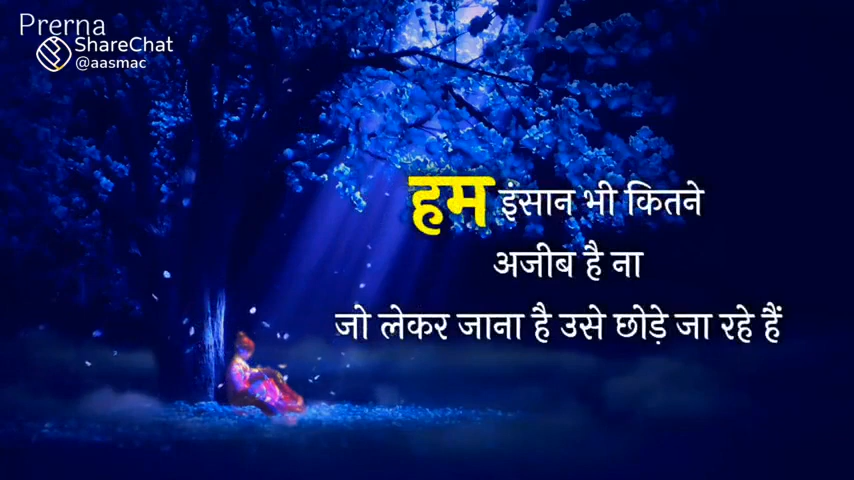 Prerna
ShareChat
@aasmac
हम इंसान भी कितने
अजीब है ना
जो लेकर जाना है उसे छोड़े जा रहे हैं